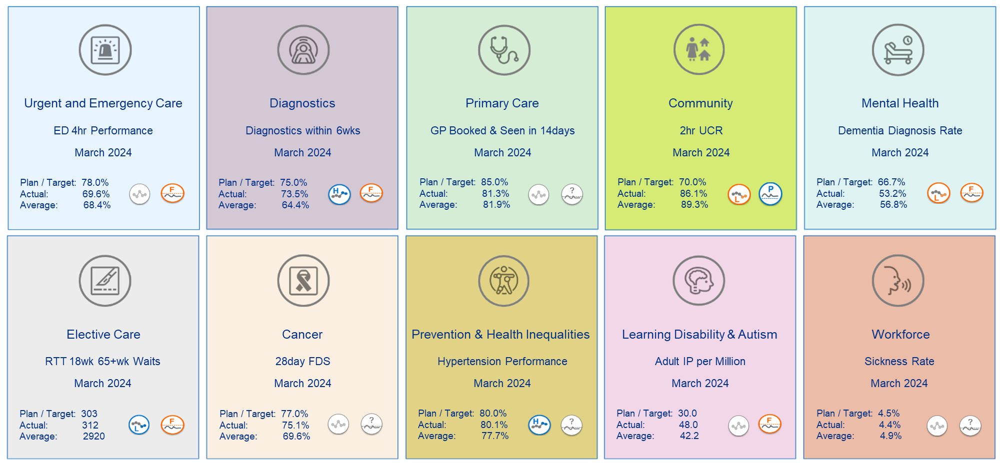 Urgent and Emergency Care
ED 4hr Performance
March 2024
Plan / Target: 78.0%
Actual: 69.6%
Average: 68.4%
F
Diagnostics
Diagnostics within 6wks
March 2024
Plan / Target: 75.0%
Actual: 73.5%
Average: 64.4%
H
F
Primary Care
GP Booked & Seen in 14days
March 2024
Plan / Target: 85.0%
Actual: 81.3%
Average: 81.9%
?
Community
2hr UCR
March 2024
Plan / Target: 70.0%
Actual: 86.1%
Average: 89.3%
L
P
Mental Health
Dementia Diagnosis Rate
March 2024
Plan / Target: 66.7%
Actual: 53.2%
Average: 56.8%
L
F
Elective Care
RTT 18wk 65+wk Waits
March 2024
Plan / Target: 303
Actual: 312
Average: 2920
L
F
Cancer
28day FDS
March 2024
Plan / Target: 77.0%
Actual: 75.1%
Average: 69.6%
?
Prevention & Health Inequalities
Hypertension Performance
March 2024
Plan / Target: 80.0%
Actual: 80.1%
Average: 77.7%
H
?
Learning Disability & Autism
Adult IP per Million
March 2024
Plan / Target: 30.0
Actual: 48.0
Average: 42.2
F
Workforce
Sickness Rate
March 2024
Plan / Target: 4.5%
Actual: 4.4%
Average: 4.9%
?